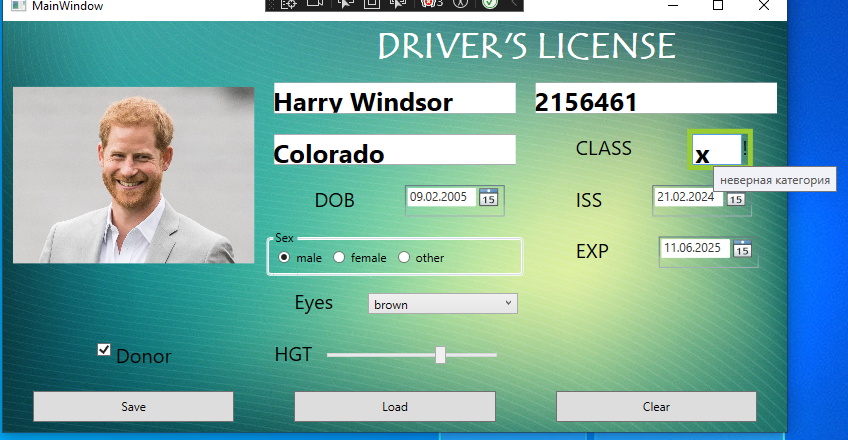 MainWindow
3
DRIVER'S LICENSE
Harry Windsor
2156461
Colorado
CLASS
x
!
неверная категория
DOB
09.02.2005
15
ISS
21.02.2024
15
Sex
male
female
other
EXP
11.06.2025
15
Eyes
brown
Donor
HGT
Save
Load
Clear